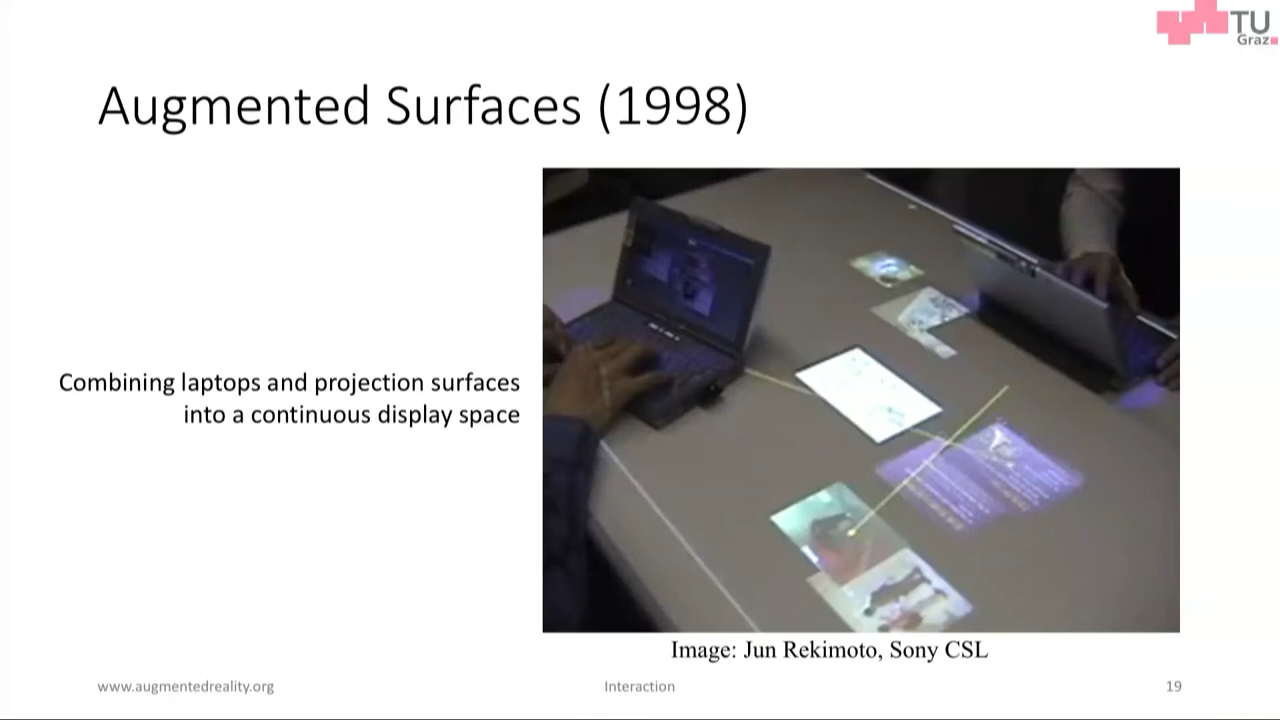 TU
Graz
Augmented Surfaces (1998)
Combining laptops and projection surfaces
into a continuous display space
Image: Jun Rekimoto, Sony CSL
www.augmentedreality.org
Interaction
19